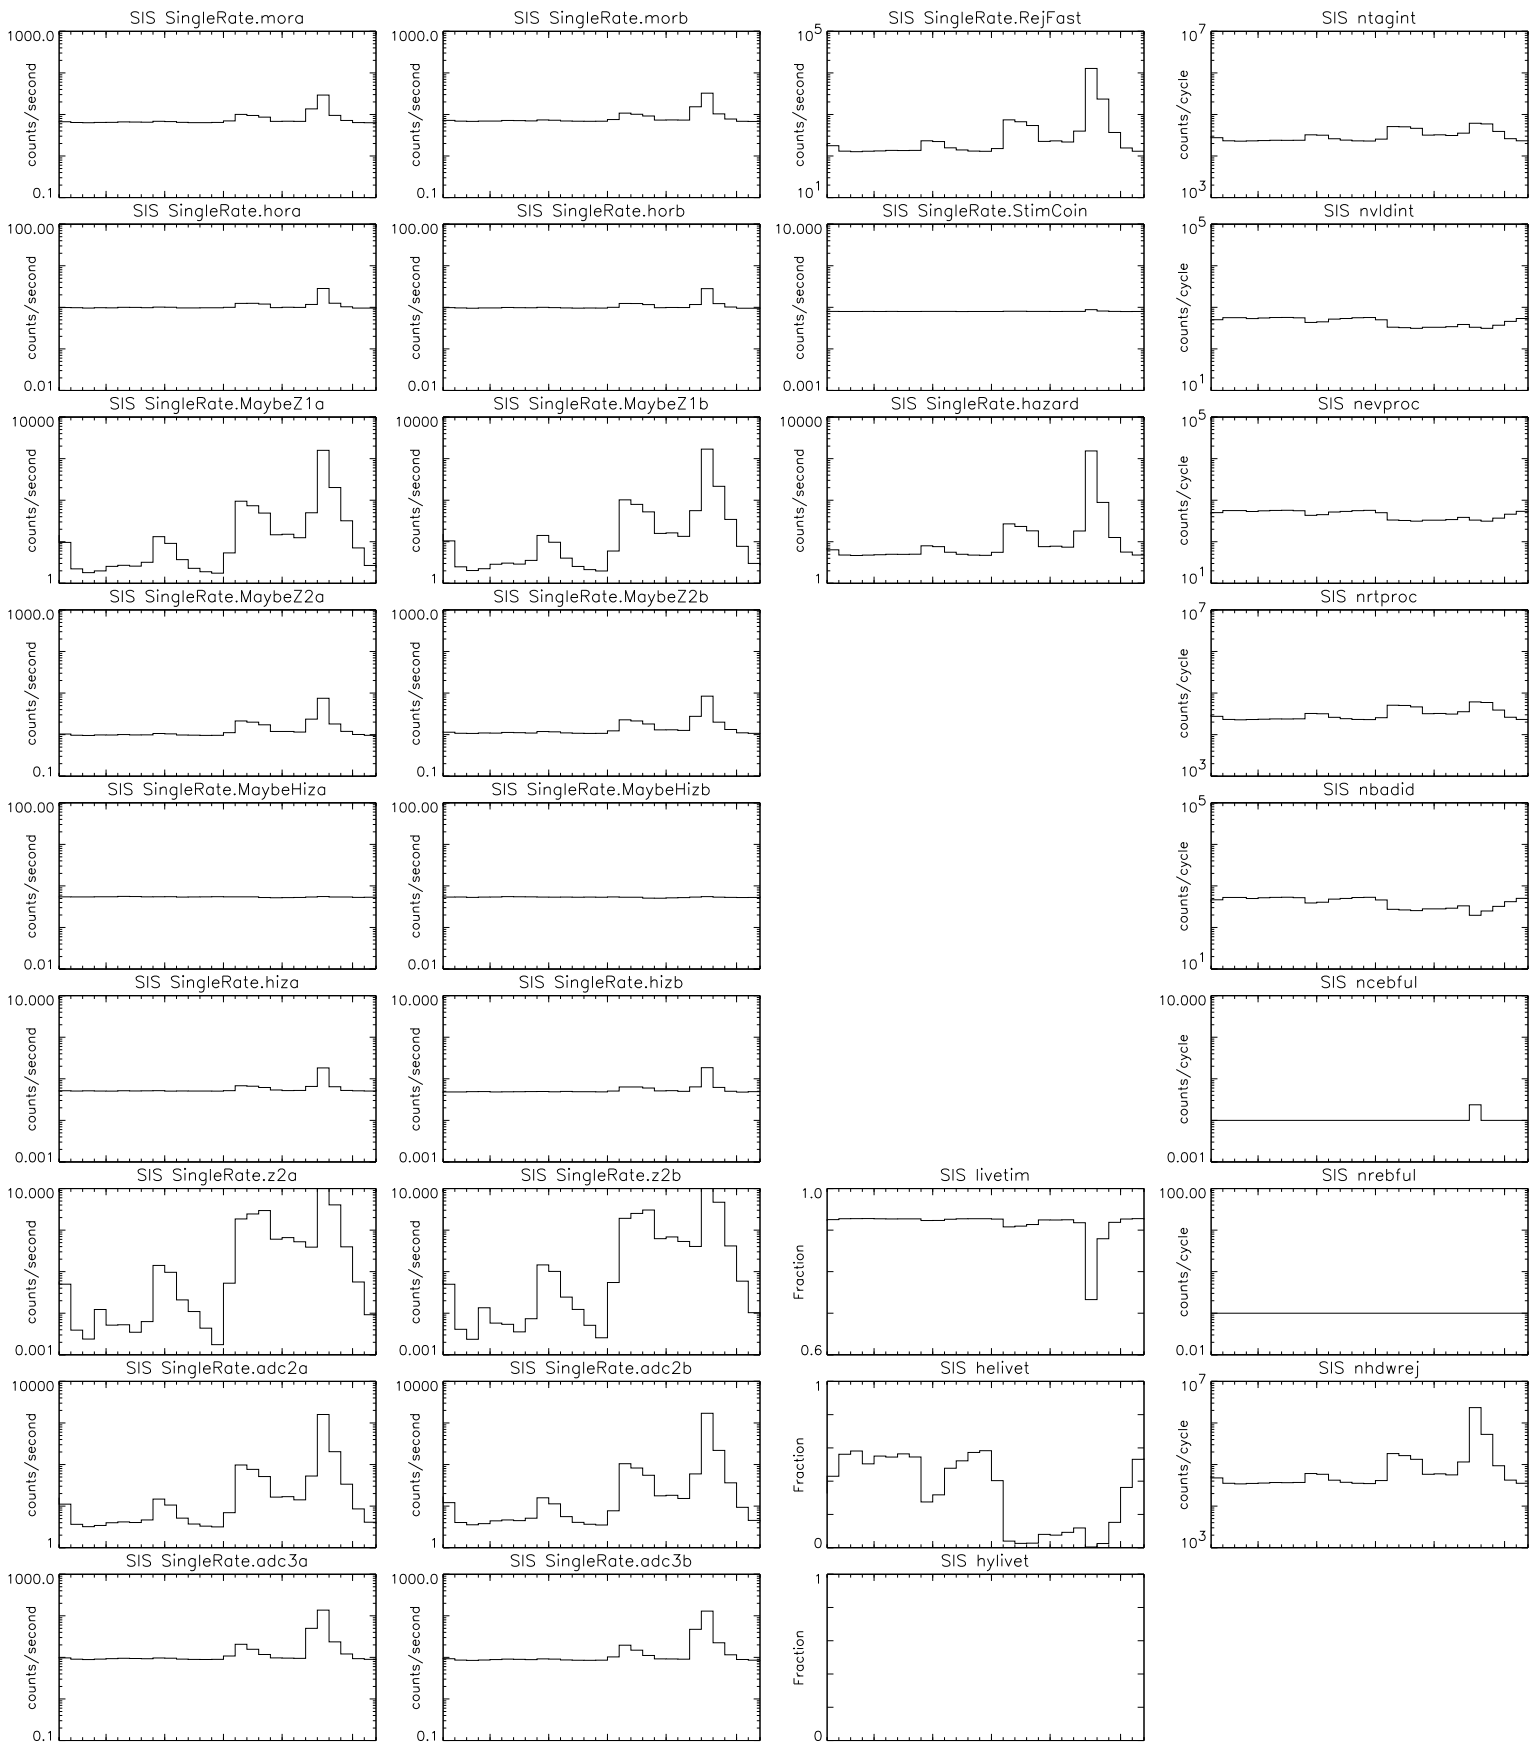 SIS SingleRate.mora
1000.0
counts/second
0.1
SIS SingleRate.morb
1000.0
counts/second
0.1
SIS SingleRate.RejFast
10^5
counts/second
10^1
SIS ntagint
10^7
counts/cycle
10^3
SIS SingleRate.hora
100.00
counts/second
0.01
SIS SingleRate.horb
100.00
counts/second
0.01
SIS SingleRate.StimCoin
10.000
counts/second
0.001
SIS nvldint
10^5
counts/cycle
10^1
SIS SingleRate.MaybeZ1a
10000
counts/second
1
SIS SingleRate.MaybeZ1b
10000
counts/second
1
SIS SingleRate.hazard
10000
counts/second
1
SIS nevproc
10^5
counts/cycle
10^1
SIS SingleRate.MaybeZ2a
1000.0
counts/second
0.1
SIS SingleRate.MaybeZ2b
1000.0
counts/second
0.1
SIS nrtproc
10^7
counts/cycle
10^3
SIS SingleRate.MaybeHiza
100.00
counts/second
0.01
SIS SingleRate.MaybeHizb
100.00
counts/second
0.01
SIS nbadid
10^5
counts/cycle
10^1
SIS SingleRate.hiza
10.000
counts/second
0.001
SIS SingleRate.hizb
10.000
counts/second
0.001
SIS ncebful
10.000
counts/cycle
0.001
SIS SingleRate.z2a
10.000
counts/second
0.001
SIS SingleRate.z2b
10.000
counts/second
0.001
SIS livetim
1.0
Fraction
0.6
SIS nrebful
100.00
counts/cycle
0.01
SIS SingleRate.adc2a
10000
counts/second
1
SIS SingleRate.adc2b
10000
counts/second
1
SIS helivet
1
Fraction
0
SIS nhdwrej
10^7
counts/cycle
10^3
SIS SingleRate.adc3a
1000.0
counts/second
0.1
SIS SingleRate.adc3b
1000.0
counts/second
0.1
SIS hylivet
1
Fraction
0